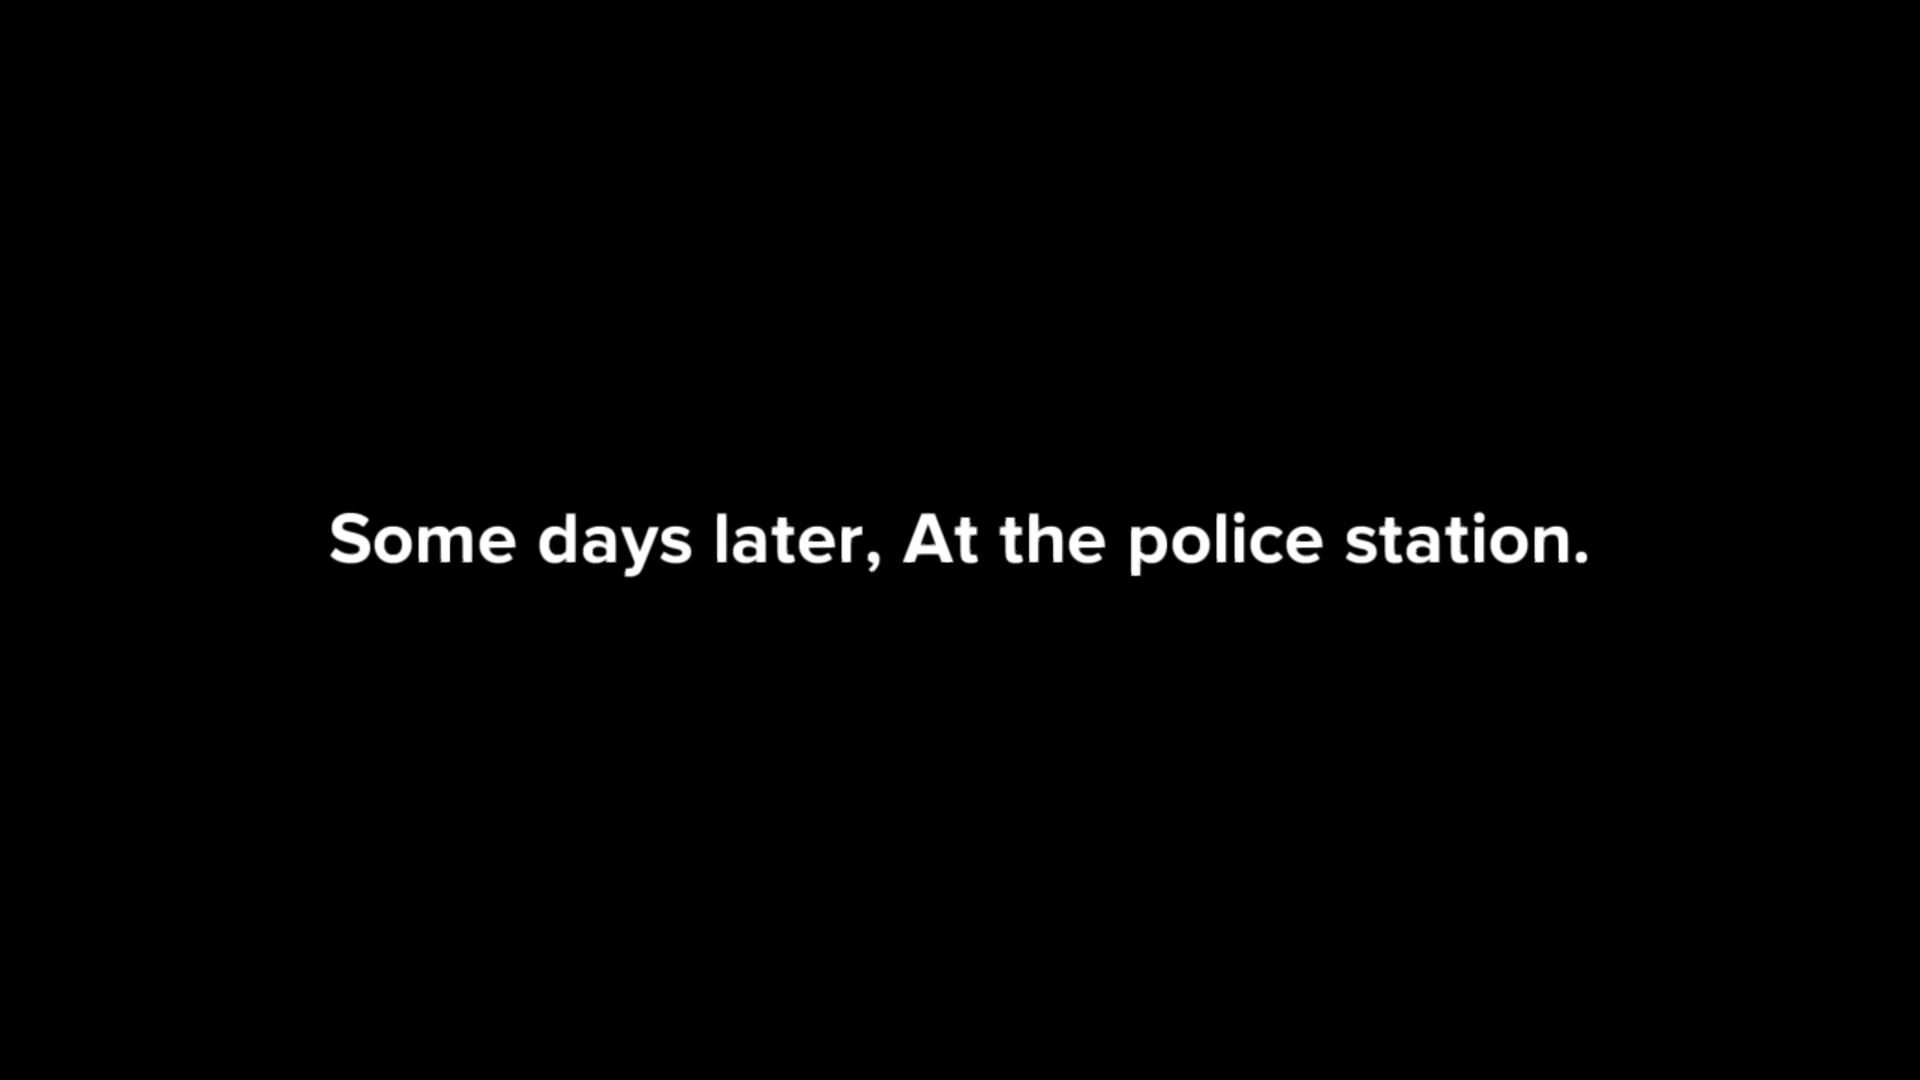 Some days later, At the police station.